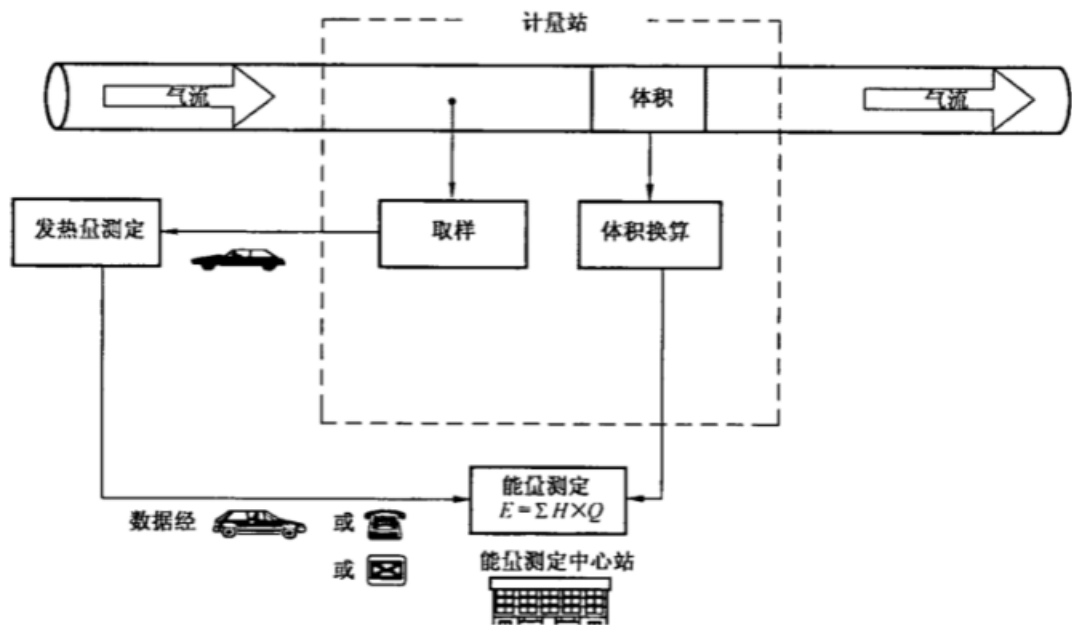 计量站
气流
体积
气流
发热量测定
取样
体积换算
能量测定
E=ΣH×Q
数据经
或
或
能量测定中心站